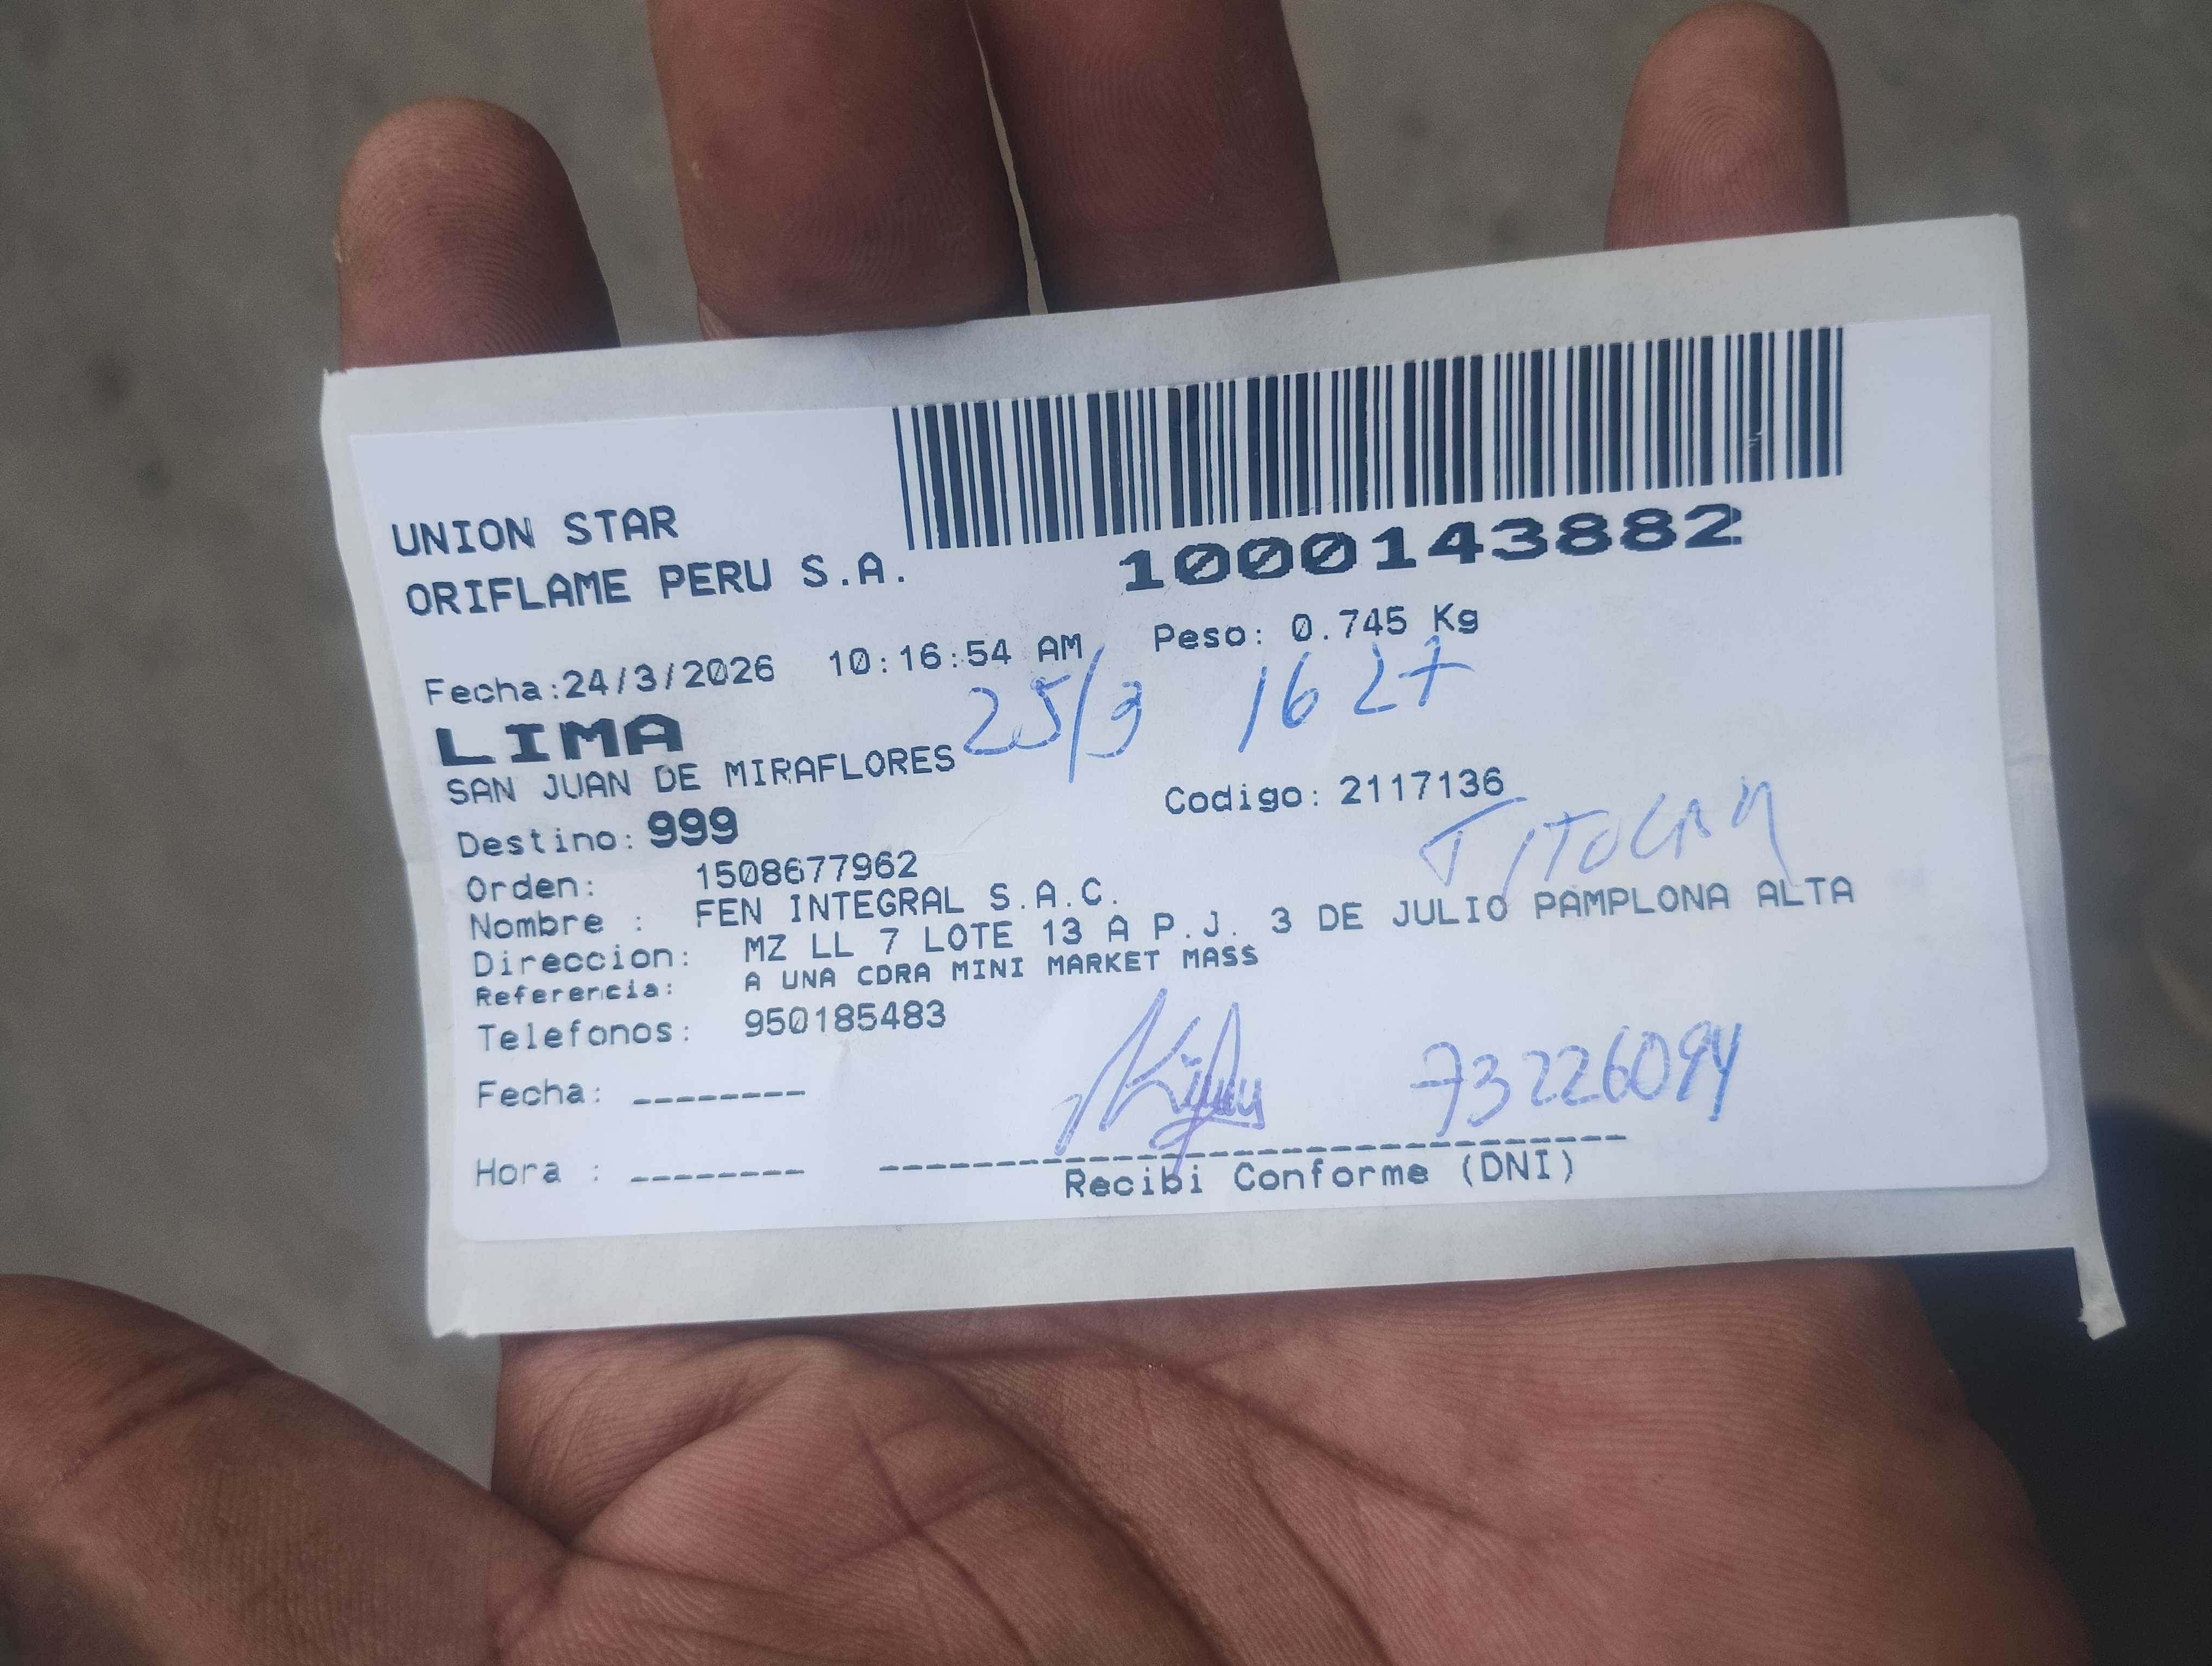 UNION STAR
ORIFLAME PERU S.A.
1000143882
Fecha:24/3/2026 10:16:54 AM Peso: 0.745 Kg
25/3 16 27
LIMA
SAN JUAN DE MIRAFLORES
Destino: 999 Codigo: 2117136
TITULAR
Orden: 1508677962
Nombre : FEN INTEGRAL S.A.C.
Direccion: MZ LL 7 LOTE 13 A P.J. 3 DE JULIO PAMPLONA ALTA
Referencia: A UNA CDRA MINI MARKET MASS
Telefonos: 950185483
Fecha: --------
73226094
Hora : --------
Recibi Conforme (DNI)